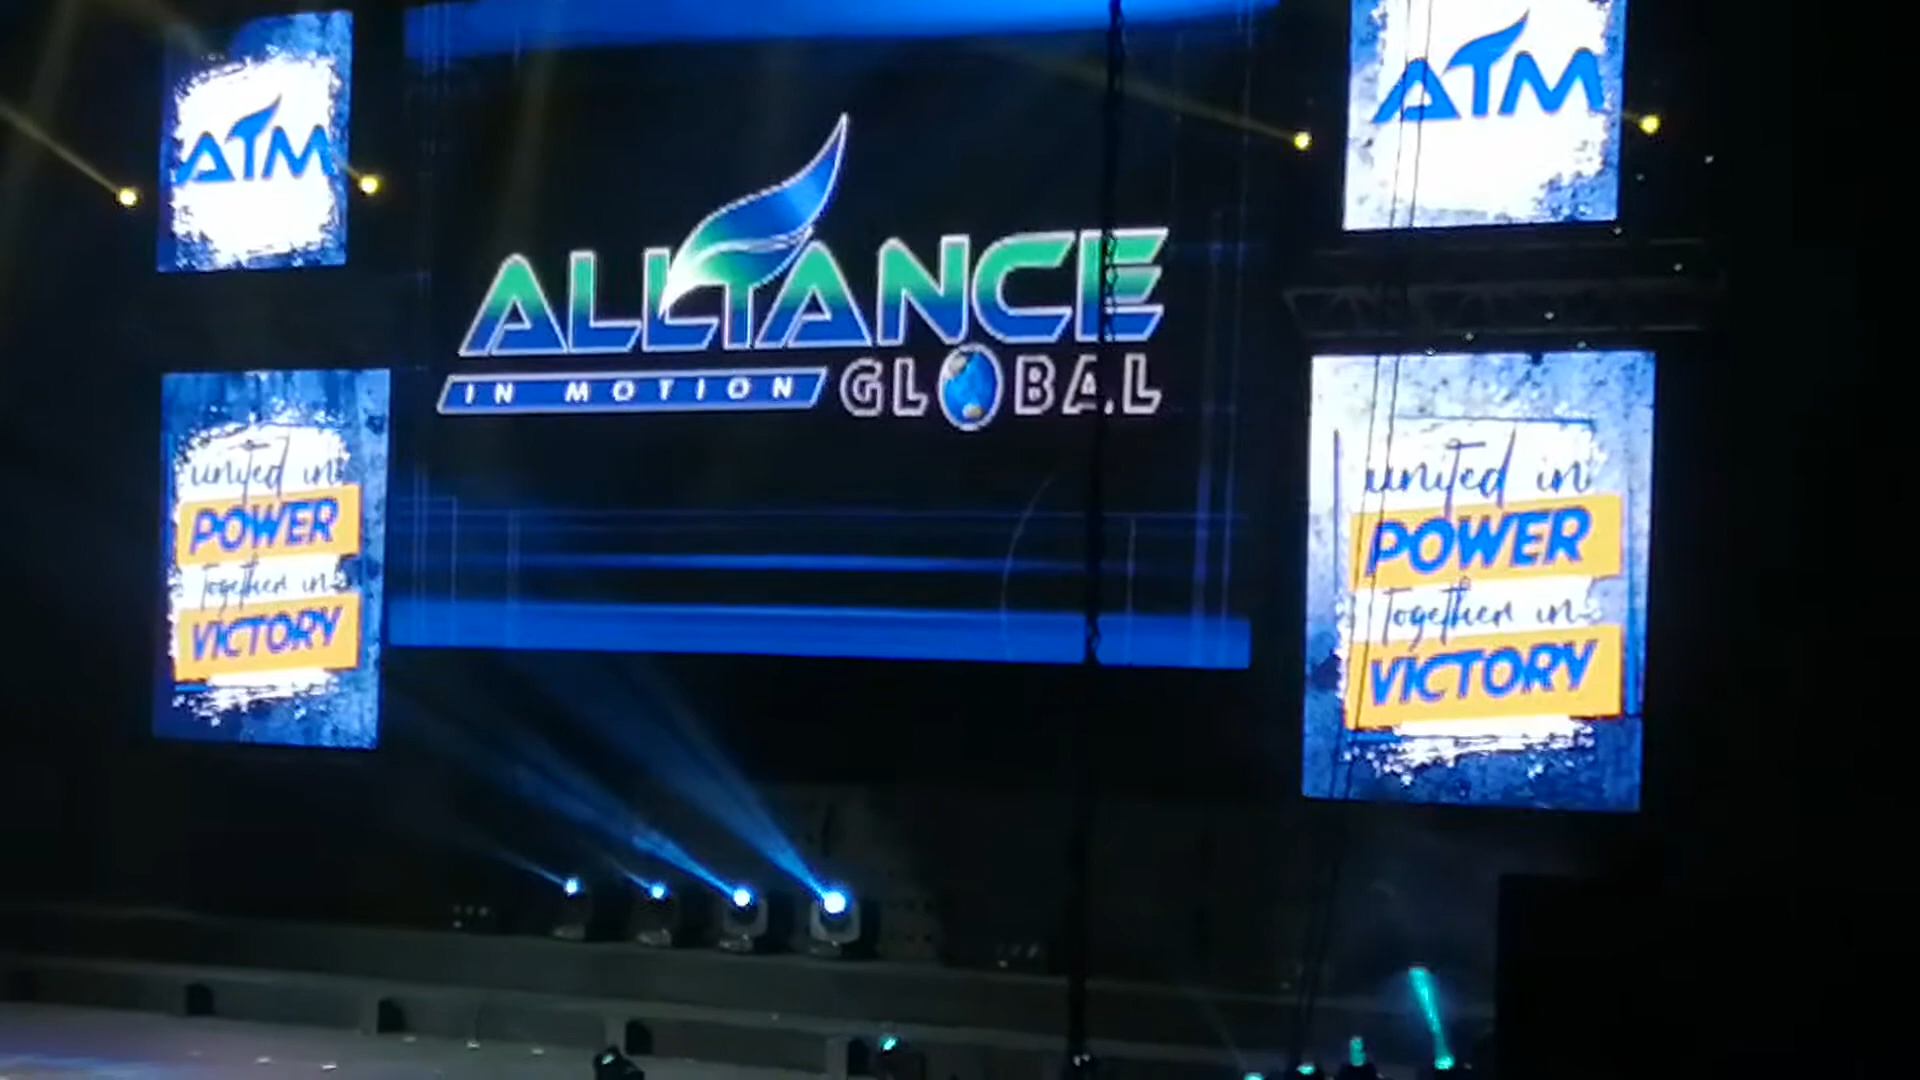 ATM
ALLIANCE
IN MOTION GLOBAL
ATM
united in
POWER
Together in
VICTORY
united in
POWER
Together in
VICTORY